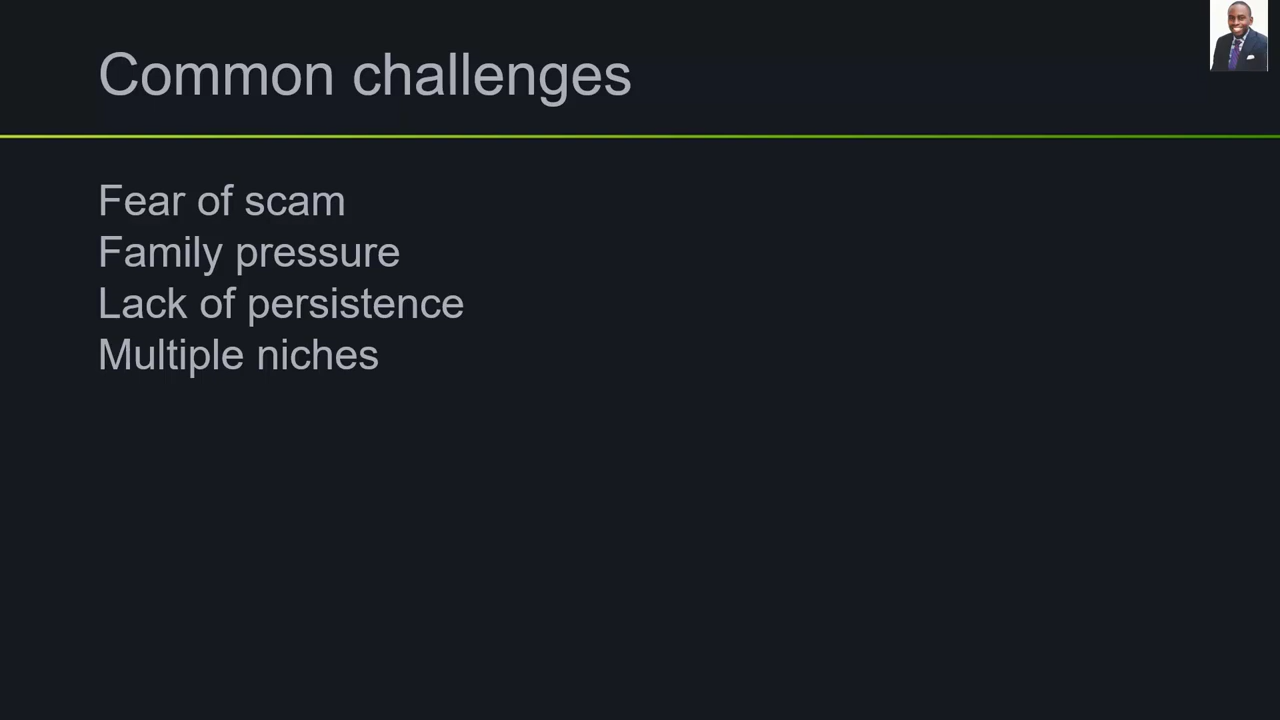 Common challenges
Fear of scam
Family pressure
Lack of persistence
Multiple niches